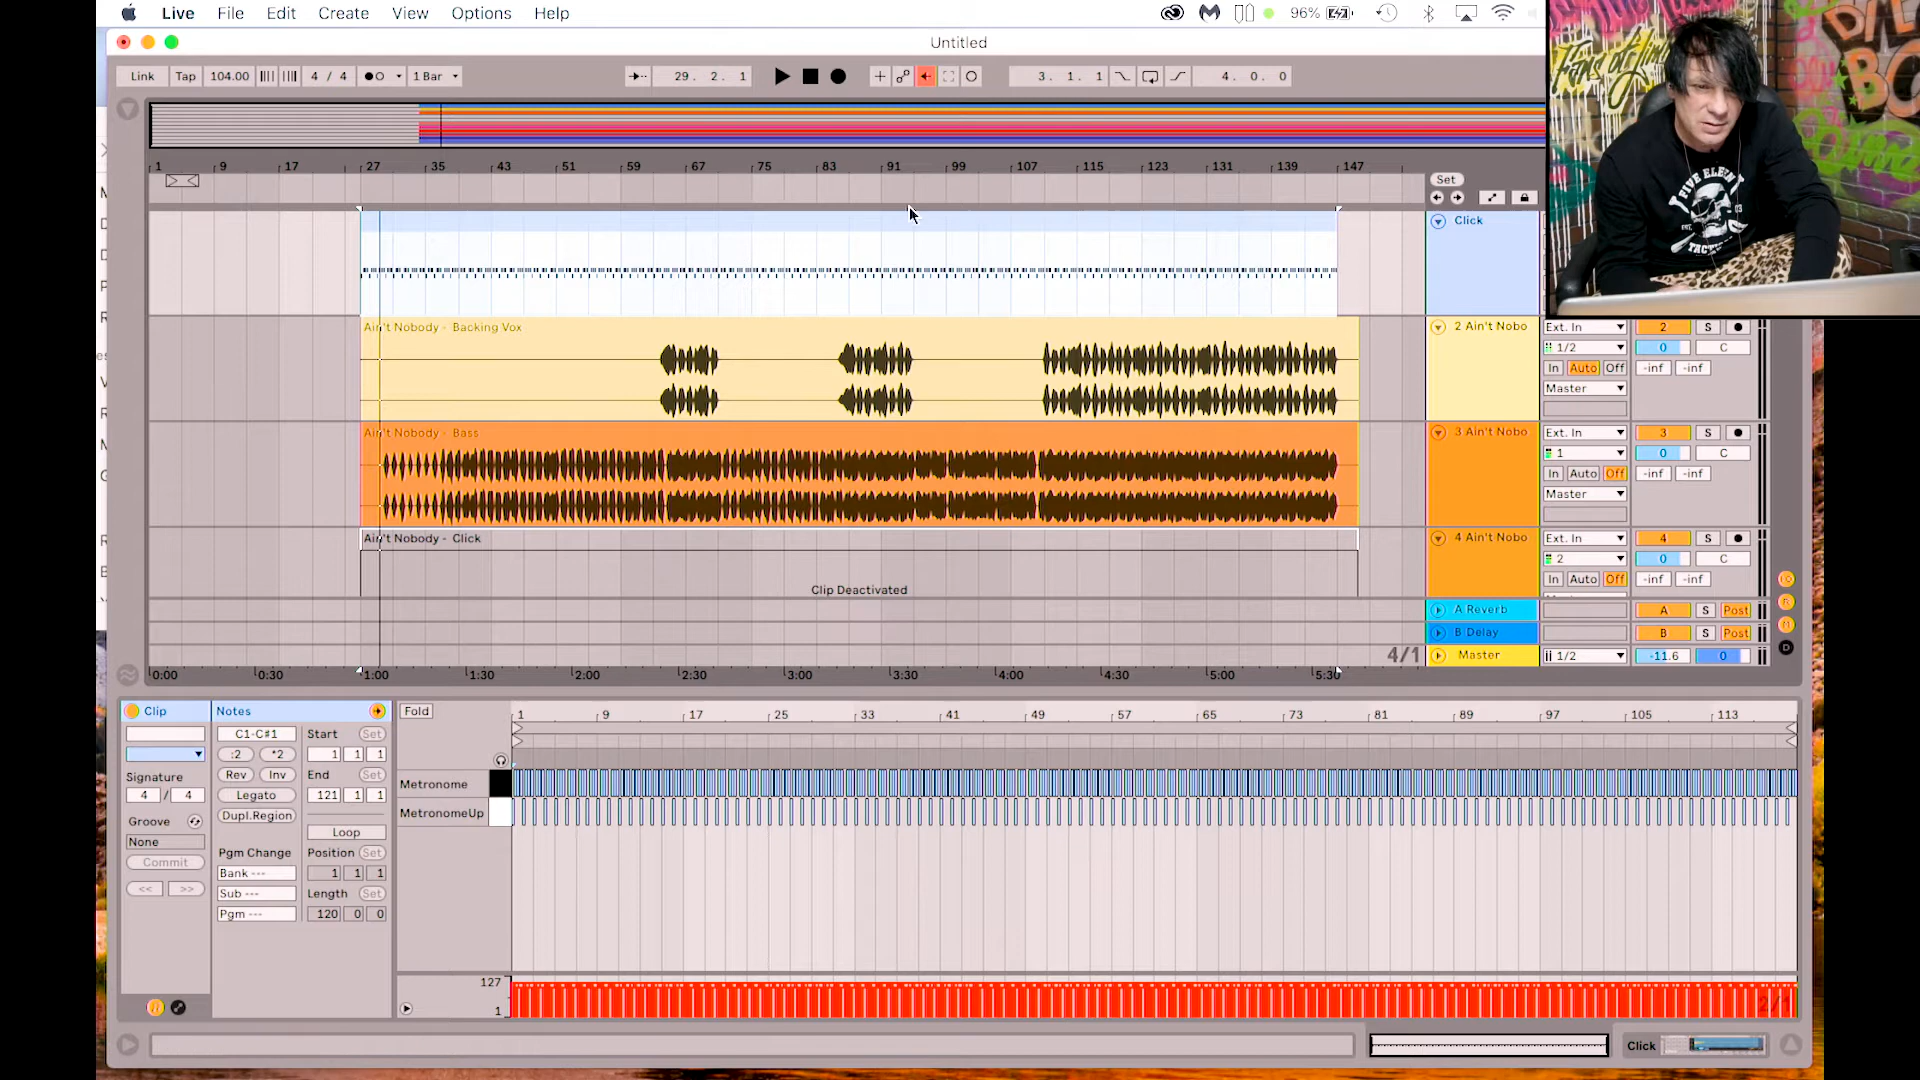 Live File Edit Create View Options Help
96%
Untitled
Link Tap 104.00 4 / 4 1 Bar 29. 2. 1 3. 1. 1 4. 0. 0
1 9 17 27 35 43 51 59 67 75 83 91 99 107 115 123 131 139 147
Set
Click
Ain't Nobody - Backing Vox
2 Ain't Nobo Ext. In 2 S
1/2 0 C
In Auto Off -inf -inf
Master
Ain't Nobody - Bass
3 Ain't Nobo Ext. In 3 S
1 0 C
In Auto Off -inf -inf
Master
Ain't Nobody - Click
4 Ain't Nobo Ext. In 4 S
2 0 C
In Auto Off -inf -inf
Clip Deactivated
A Reverb A S Post
B Delay B S Post
4/1 Master 1/2 -11.6 0
0:00 0:30 1:00 1:30 2:00 2:30 3:00 3:30 4:00 4:30 5:00 5:30
D
FIVE ELEVEN
TACTICAL
Clip Notes Fold
1 9 17 25 33 41 49 57 65 73 81 89 97 105 113
C1-C#1 Start Set
:2 *2 1 1 1
Signature Rev Inv End Set
4 / 4 Legato 121 1 1
Groove Dupl.Region
None Loop
Commit Pgm Change Position Set
<< >> Bank --- 1 1 1
Sub --- Length Set
Pgm --- 120 0 0
Metronome
MetronomeUp
127
1
2/1
Click